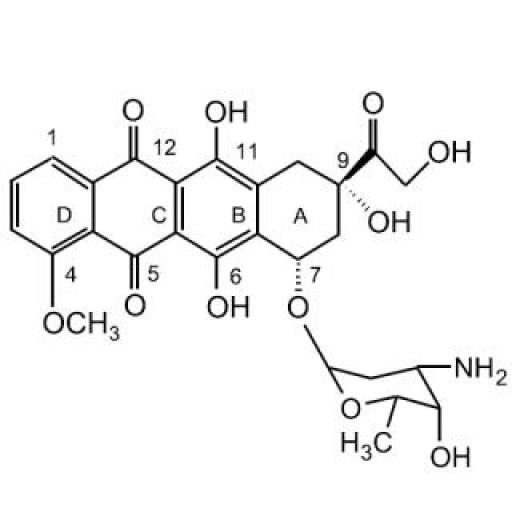 O OH O
1 12 11 9 OH
D C B A OH
4 5 6 7
O OH O
OCH₃
NH₂
O
H₃C
OH